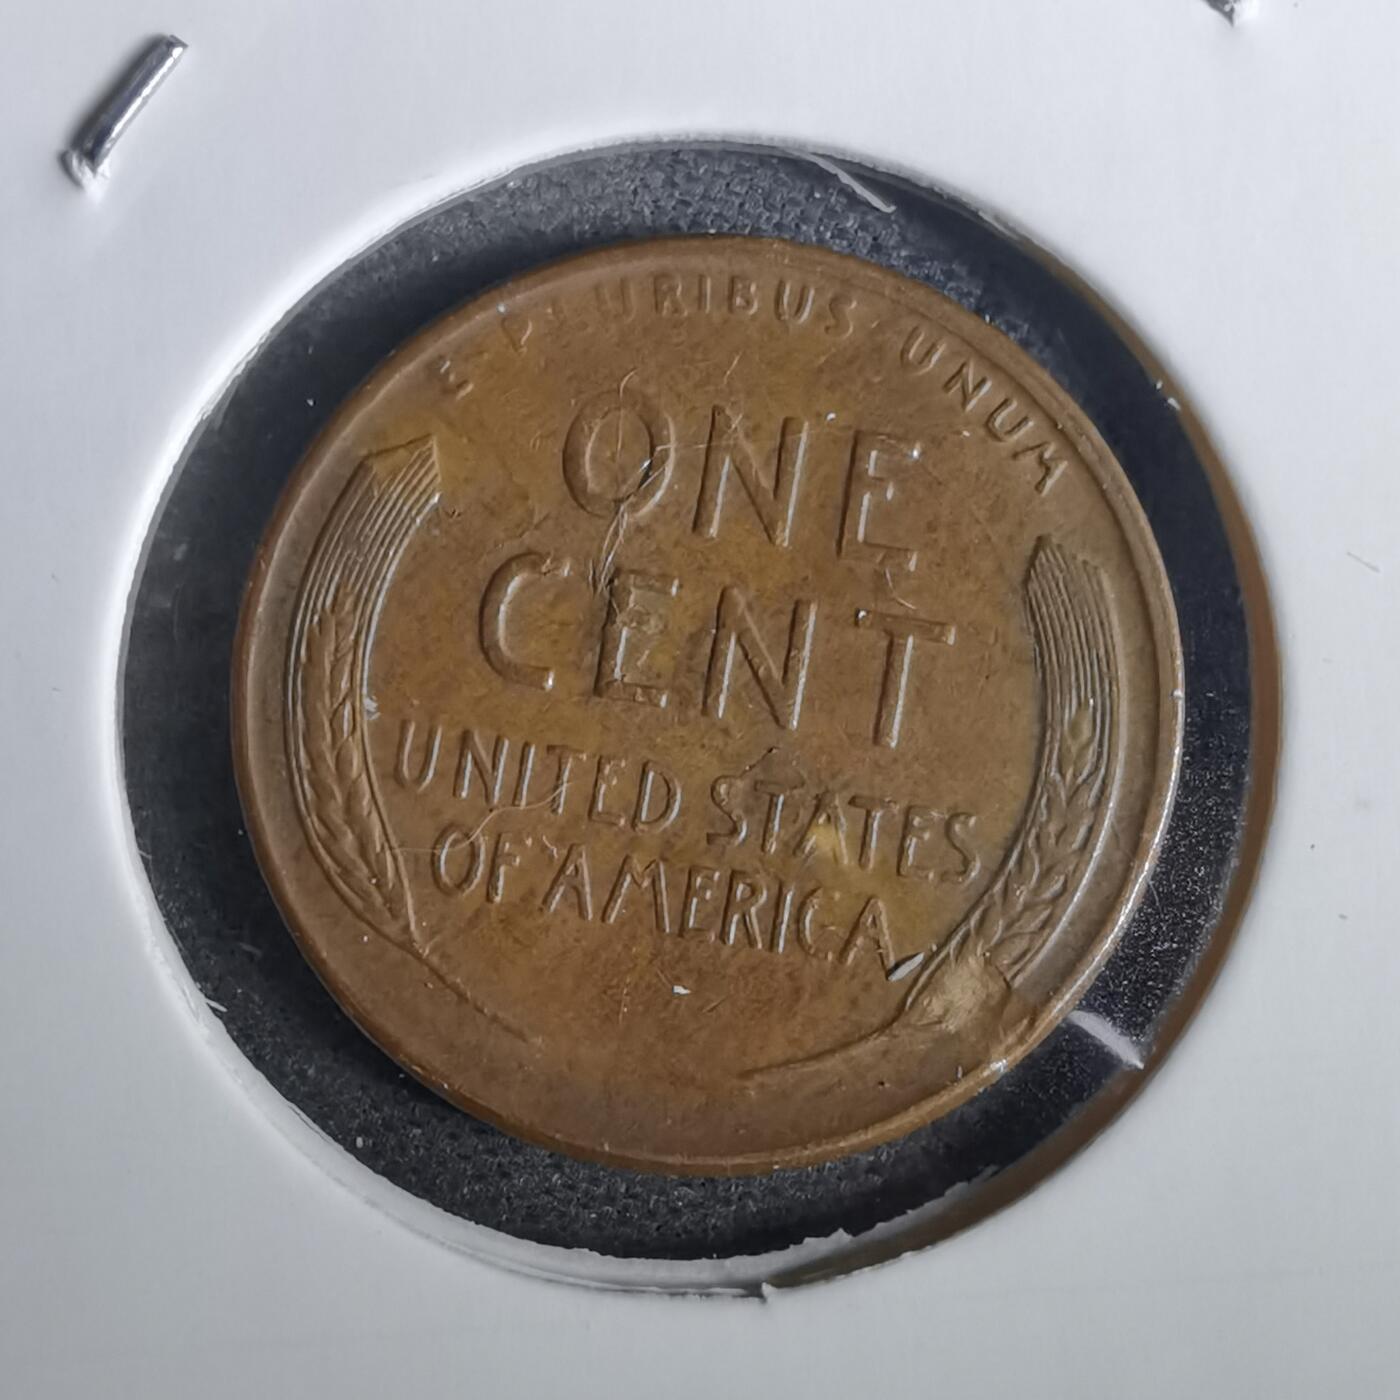 E PLURIBUS UNUM
ONE
CENT
UNITED STATES
OF AMERICA